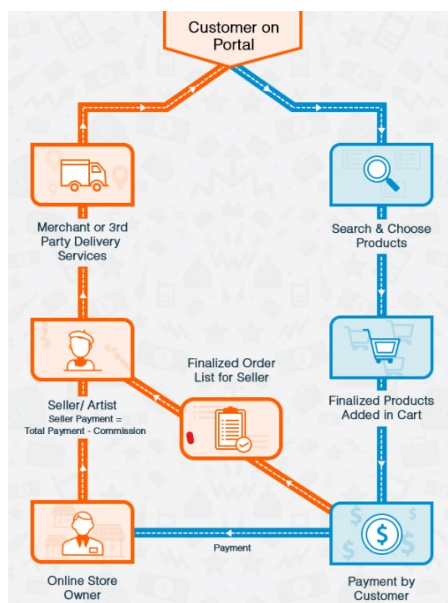 Customer on
Portal
Merchant or 3rd
Party Delivery
Services
Search & Choose
Products
Finalized Order
List for Seller
Seller/ Artist
Seller Payment =
Total Payment - Commission
Finalized Products
Added in Cart
Payment
Online Store
Owner
Payment by
Customer